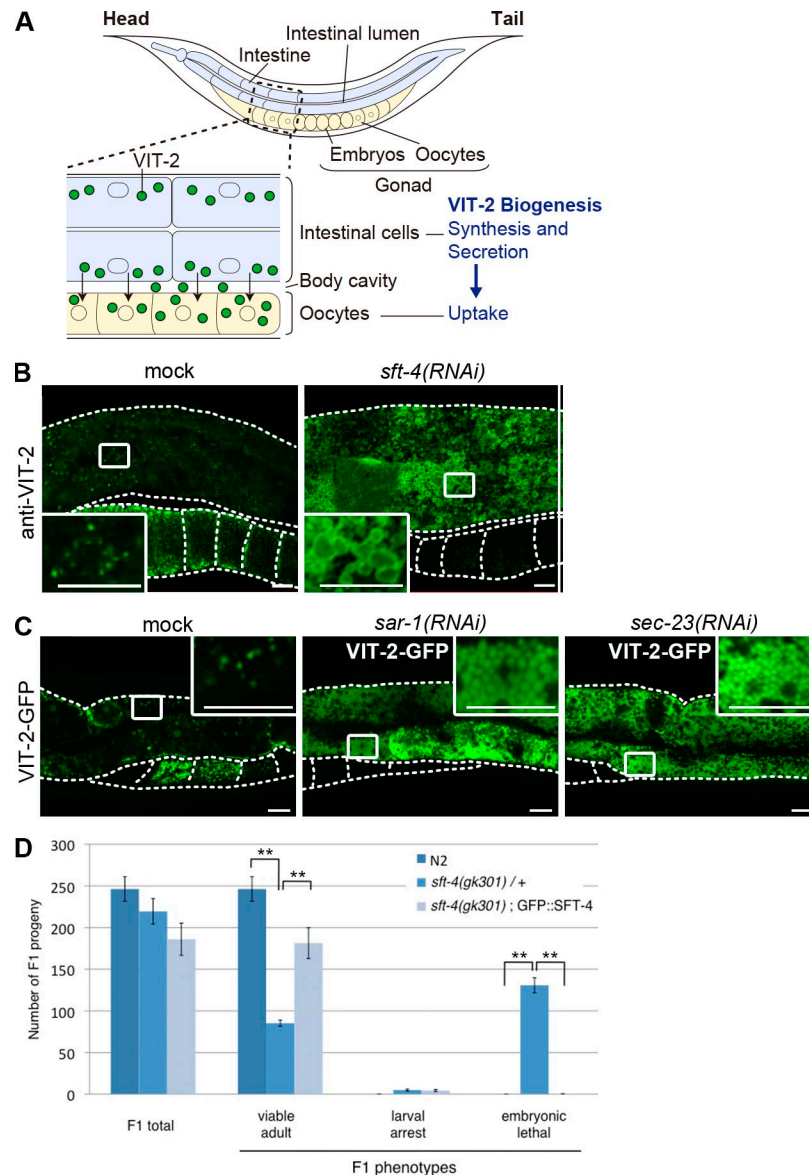 A
Head
Tail
Intestinal lumen
Intestine
Embryos Oocytes
Gonad
VIT-2
VIT-2 Biogenesis
Intestinal cells
Synthesis and
Secretion
Body cavity
Oocytes
Uptake
B
mock
sft-4(RNAi)
anti-VIT-2
C
mock
sar-1(RNAi)
sec-23(RNAi)
VIT-2-GFP
VIT-2-GFP
VIT-2-GFP
D
300
250
200
150
100
50
0
Number of F1 progeny
**
**
**
**
N2
sft-4(gk301) / +
sft-4(gk301) ; GFP::SFT-4
F1 total
viable
adult
larval
arrest
embryonic
lethal
F1 phenotypes